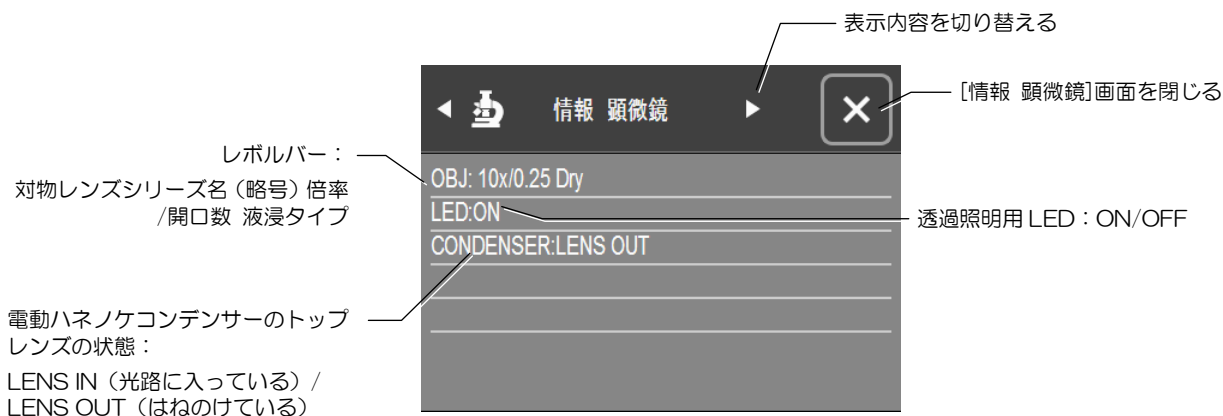 表示内容を切り替える
情報 顕微鏡
[情報 顕微鏡]画面を閉じる
レボルバー：
対物レンズシリーズ名（略号）倍率
/開口数 液浸タイプ
OBJ: 10x/0.25 Dry
LED:ON
透過照明用 LED：ON/OFF
CONDENSER:LENS OUT
電動ハネノケコンデンサーのトップ
レンズの状態：
LENS IN（光路に入っている）/
LENS OUT（はねのけている）